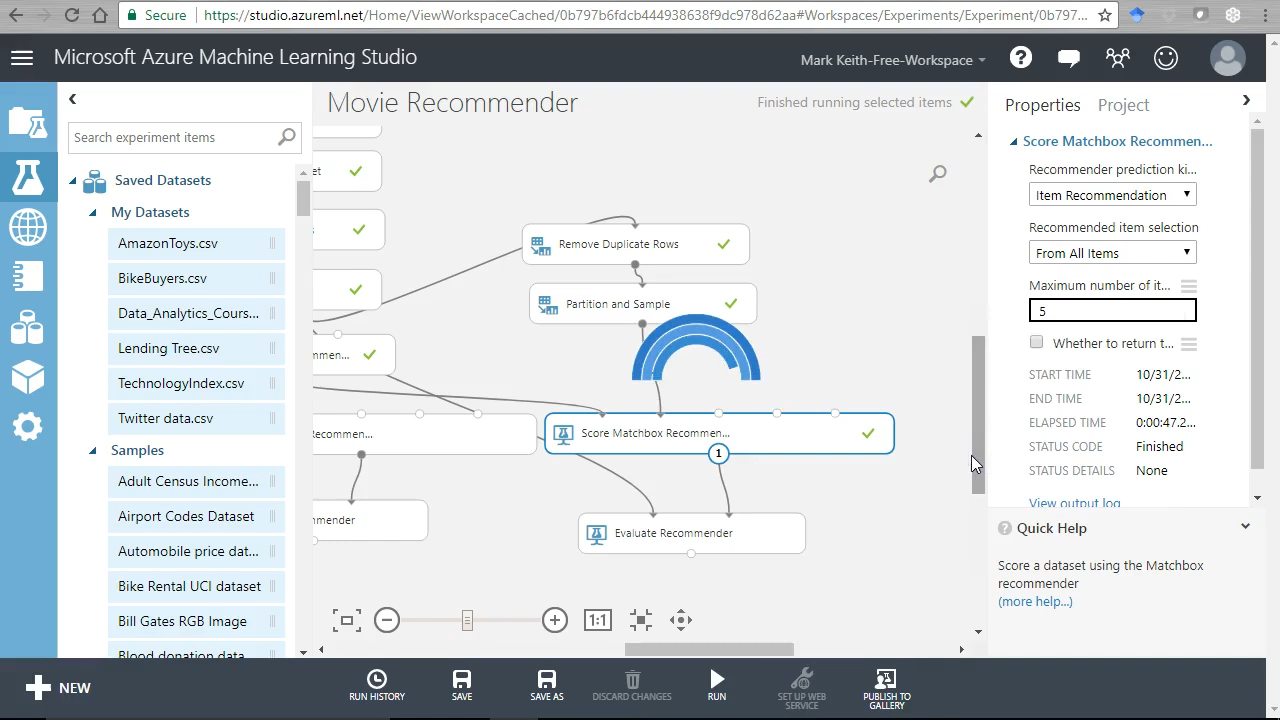 Secure
https://studio.azureml.net/Home/ViewWorkspaceCached/0b797b6fdcb444938638f9dc978d62aa#Workspaces/Experiments/Experiment/0b797...
Microsoft Azure Machine Learning Studio
Mark Keith-Free-Workspace
?
Search experiment items
Saved Datasets
My Datasets
AmazonToys.csv
BikeBuyers.csv
Data_Analytics_Cours...
Lending Tree.csv
TechnologyIndex.csv
Twitter data.csv
Samples
Adult Census Income...
Airport Codes Dataset
Automobile price dat...
Bike Rental UCI dataset
Bill Gates RGB Image
Blood donation data
Movie Recommender
Finished running selected items
et
s
Remove Duplicate Rows
Partition and Sample
mmen...
Recommen...
Score Matchbox Recommen...
1
mmender
Evaluate Recommender
1:1
Properties
Project
Score Matchbox Recommen...
Recommender prediction ki...
Item Recommendation
Recommended item selection
From All Items
Maximum number of it...
5
Whether to return t...
START TIME 10/31/2...
END TIME 10/31/2...
ELAPSED TIME 0:00:47.2...
STATUS CODE Finished
STATUS DETAILS None
View output log
? Quick Help
Score a dataset using the Matchbox
recommender
(more help...)
NEW
RUN HISTORY
SAVE
SAVE AS
DISCARD CHANGES
RUN
SET UP WEB
SERVICE
PUBLISH TO
GALLERY